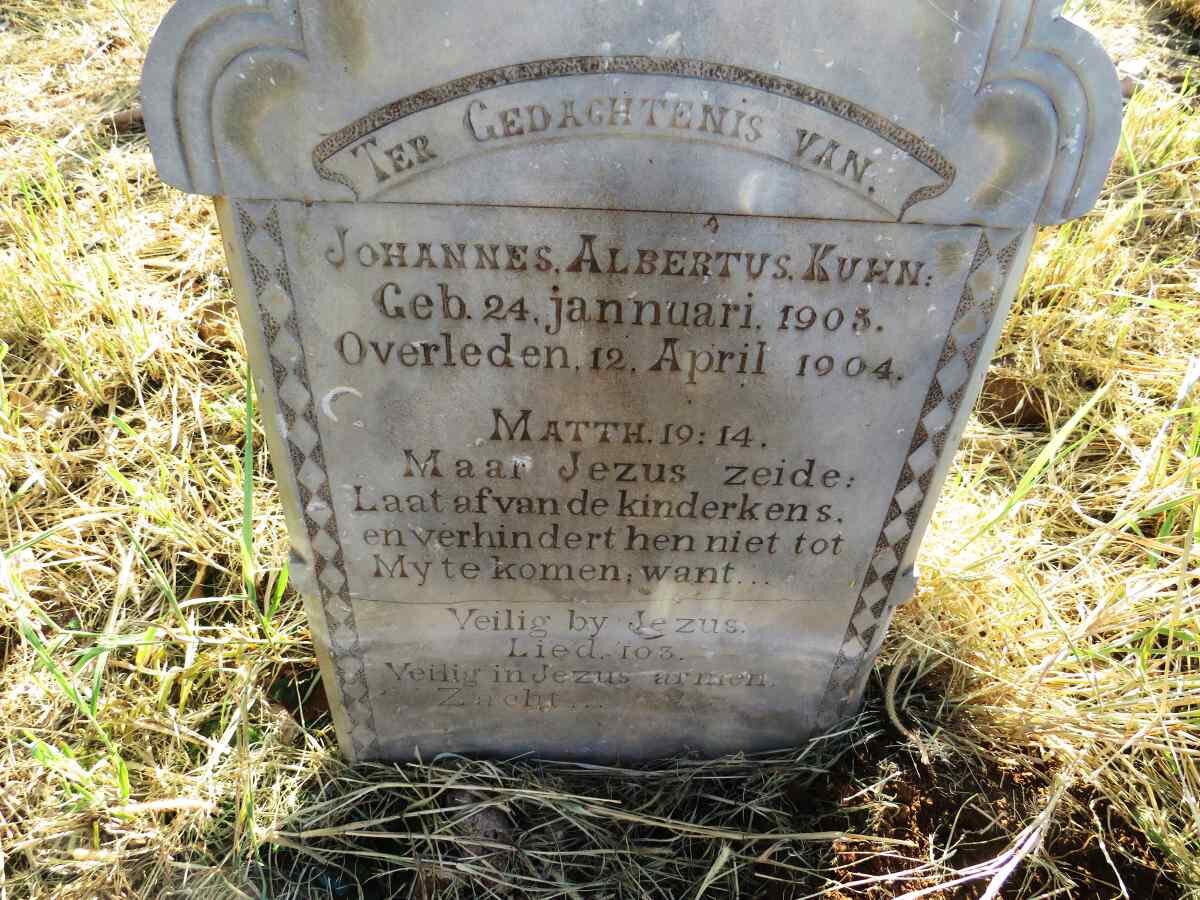 TER GEDACHTENIS VAN.
JOHANNES. ALBERTUS. KUHN:
Geb. 24. jannuari. 1903.
Overleden. 12. April 1904.
MATTH. 19: 14.
Maar Jezus zeide:
Laat af van de kinderkens.
en verhindert hen niet tot
My te komen; want...
Veilig by Jezus.
Lied. 103.
Veilig in Jezus armen.
Zacht...